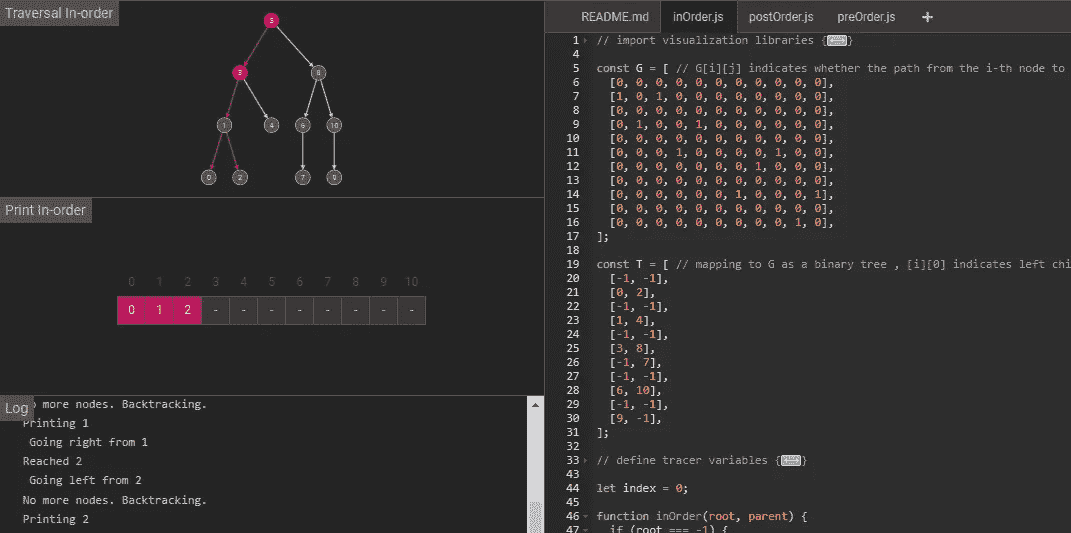 Traversal In-order
5
3
8
1
4
6
10
0
2
7
9
Print In-order
0 1 2 3 4 5 6 7 8 9 10
0 1 2 - - - - - - - -
Log
o more nodes. Backtracking.
Printing 1
Going right from 1
Reached 2
Going left from 2
No more nodes. Backtracking.
Printing 2
README.md inOrder.js postOrder.js preOrder.js +
1 // import visualization libraries {}
4
5 const G = [ // G[i][j] indicates whether the path from the i-th node to
6 [0, 0, 0, 0, 0, 0, 0, 0, 0, 0, 0],
7 [1, 0, 1, 0, 0, 0, 0, 0, 0, 0, 0],
8 [0, 0, 0, 0, 0, 0, 0, 0, 0, 0, 0],
9 [0, 1, 0, 0, 1, 0, 0, 0, 0, 0, 0],
10 [0, 0, 0, 0, 0, 0, 0, 0, 0, 0, 0],
11 [0, 0, 0, 1, 0, 0, 0, 0, 1, 0, 0],
12 [0, 0, 0, 0, 0, 0, 0, 1, 0, 0, 0],
13 [0, 0, 0, 0, 0, 0, 0, 0, 0, 0, 0],
14 [0, 0, 0, 0, 0, 0, 1, 0, 0, 0, 1],
15 [0, 0, 0, 0, 0, 0, 0, 0, 0, 0, 0],
16 [0, 0, 0, 0, 0, 0, 0, 0, 0, 1, 0],
17 ];
18
19 const T = [ // mapping to G as a binary tree , [i][0] indicates left chi
20 [-1, -1],
21 [0, 2],
22 [-1, -1],
23 [1, 4],
24 [-1, -1],
25 [3, 8],
26 [-1, 7],
27 [-1, -1],
28 [6, 10],
29 [-1, -1],
30 [9, -1],
31 ];
32
33 // define tracer variables {}
43
44 let index = 0;
45
46 function inOrder(root, parent) {
47 if (root === -1) {